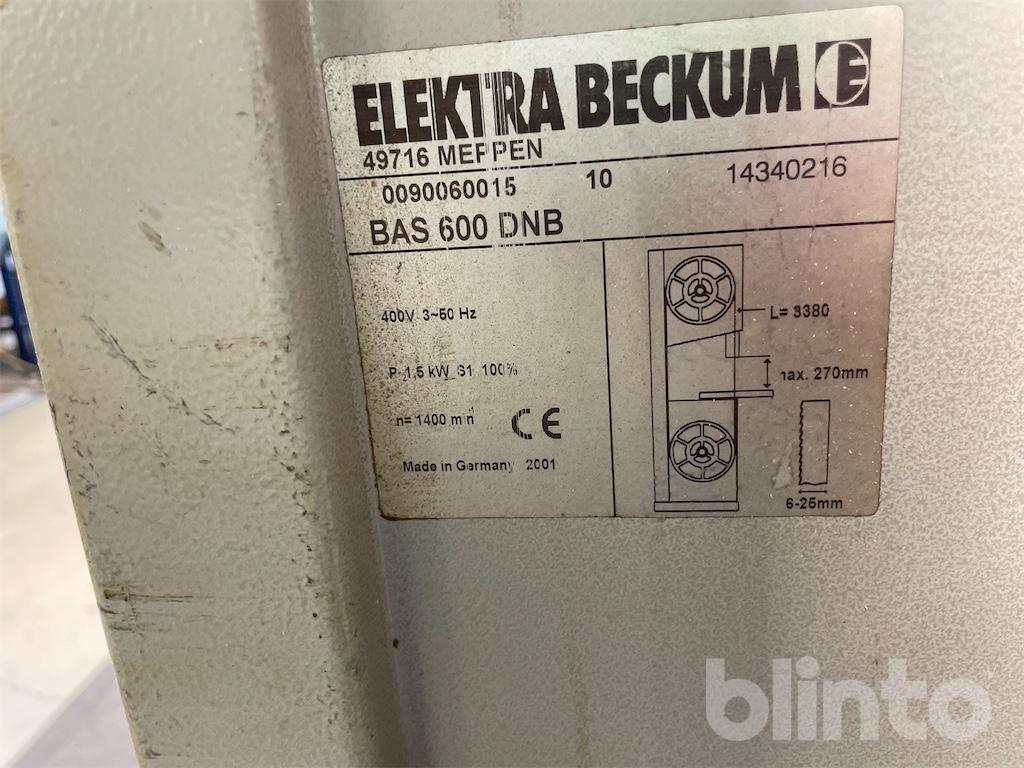 ELEKTRA BECKUM E
49716 MEPPEN
0090060015 10 14340216
BAS 600 DNB
400V 3~50 Hz
P 1,5 kW S1 100%
n= 1400 min
CE
Made in Germany 2001
L= 3380
max. 270mm
6-25mm
blinto